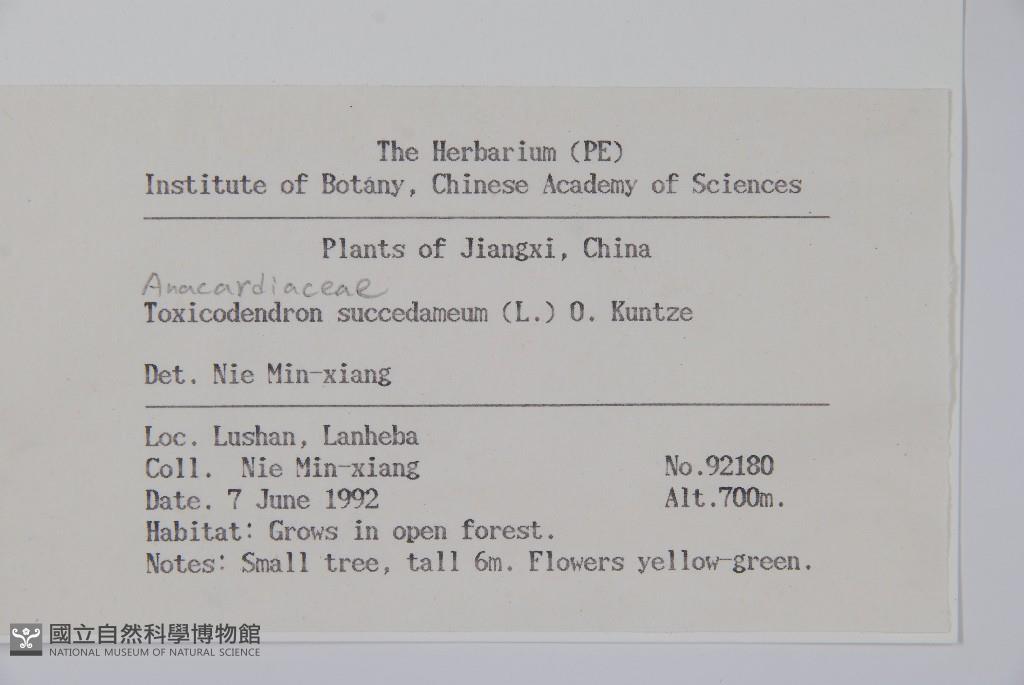 The Herbarium (PE)
Institute of Botany, Chinese Academy of Sciences
Plants of Jiangxi, China
Anacardiaceae
Toxicodendron succedameum (L.) O. Kuntze
Det. Nie Min-xiang
Loc. Lushan, Lanheba
Coll. Nie Min-xiang No.92180
Date. 7 June 1992 Alt.700m.
Habitat: Grows in open forest.
Notes: Small tree, tall 6m. Flowers yellow-green.
國立自然科學博物館
NATIONAL MUSEUM OF NATURAL SCIENCE